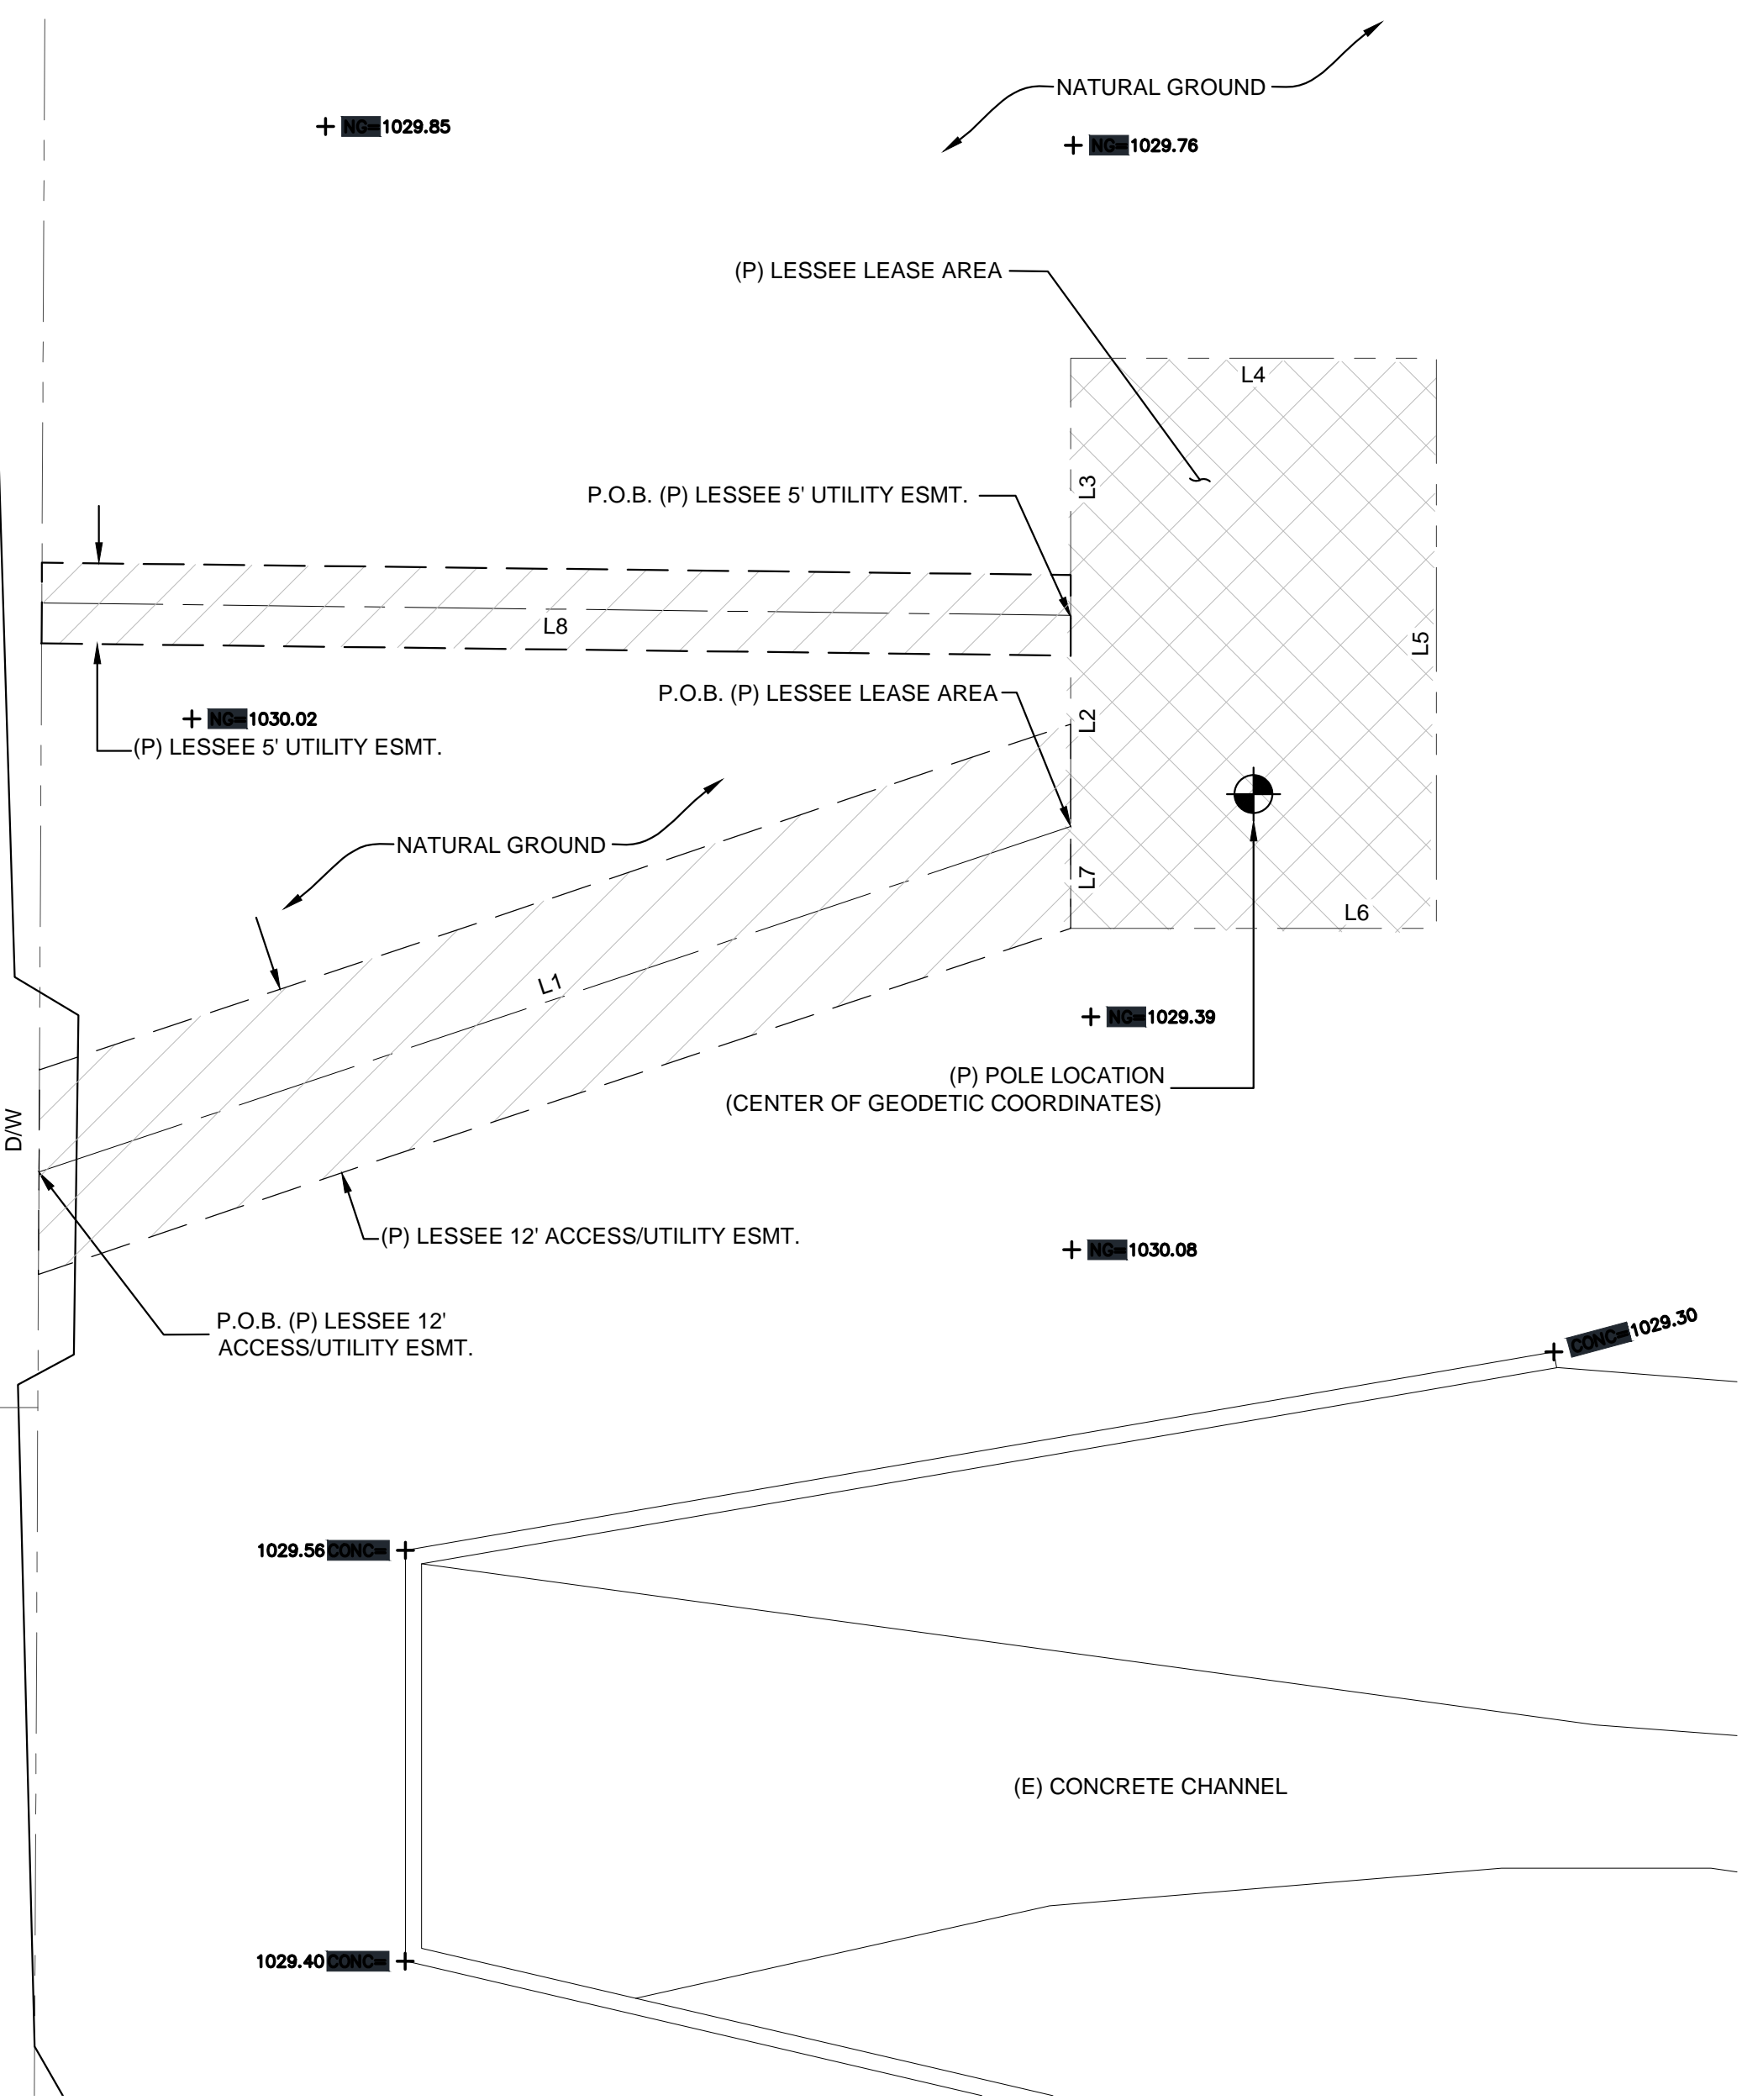 NATURAL GROUND
NG=1029.85
NG=1029.76
(P) LESSEE LEASE AREA
L4
L3
P.O.B. (P) LESSEE 5' UTILITY ESMT.
L8
L5
P.O.B. (P) LESSEE LEASE AREA
NG=1030.02
L2
(P) LESSEE 5' UTILITY ESMT.
NATURAL GROUND
L7
L6
L1
NG=1029.39
(P) POLE LOCATION
(CENTER OF GEODETIC COORDINATES)
D/W
(P) LESSEE 12' ACCESS/UTILITY ESMT.
NG=1030.08
P.O.B. (P) LESSEE 12'
ACCESS/UTILITY ESMT.
CONC=1029.30
1029.56 CONC=
(E) CONCRETE CHANNEL
1029.40 CONC=